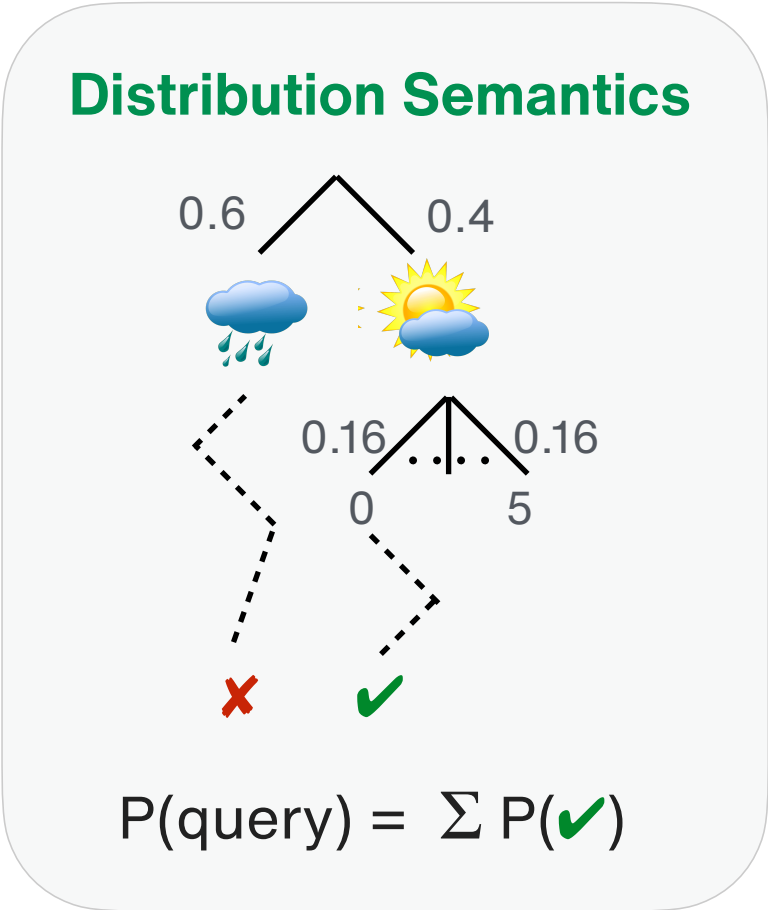 Distribution Semantics
0.6 0.4
0.16 0.16
0 5
✘ ✔
P(query) = Σ P(✔)